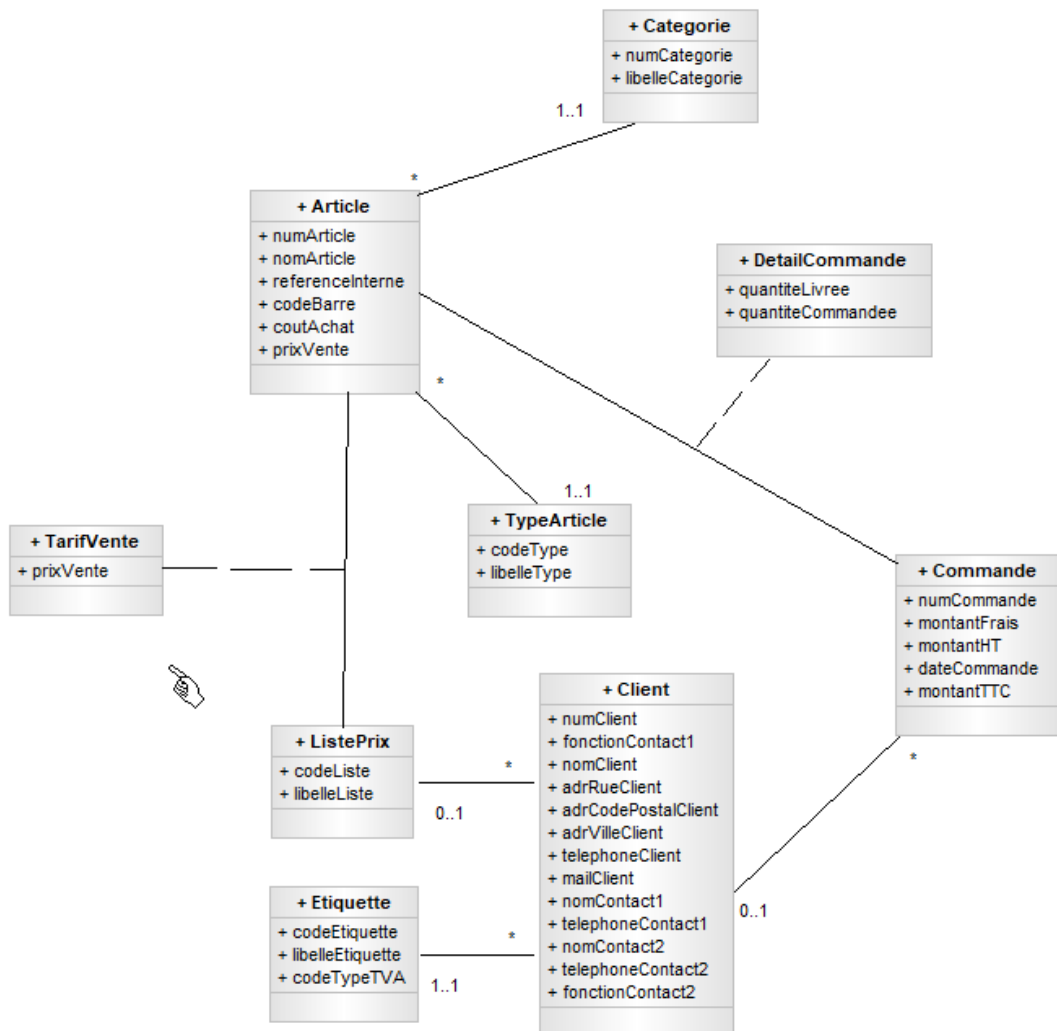 + Categorie
+ numCategorie
+ libelleCategorie
1..1
*
+ Article
+ numArticle
+ nomArticle
+ referenceInterne
+ codeBarre
+ coutAchat
+ prixVente
+ DetailCommande
+ quantiteLivree
+ quantiteCommandee
*
1..1
+ TypeArticle
+ codeType
+ libelleType
+ TarifVente
+ prixVente
+ Commande
+ numCommande
+ montantFrais
+ montantHT
+ dateCommande
+ montantTTC
*
+ Client
+ numClient
+ fonctionContact1
+ nomClient
+ adrRueClient
+ adrCodePostalClient
+ adrVilleClient
+ telephoneClient
+ mailClient
+ nomContact1
+ telephoneContact1
+ nomContact2
+ telephoneContact2
+ fonctionContact2
0..1
+ ListePrix
+ codeListe
+ libelleListe
*
0..1
+ Etiquette
+ codeEtiquette
+ libelleEtiquette
+ codeTypeTVA
*
1..1